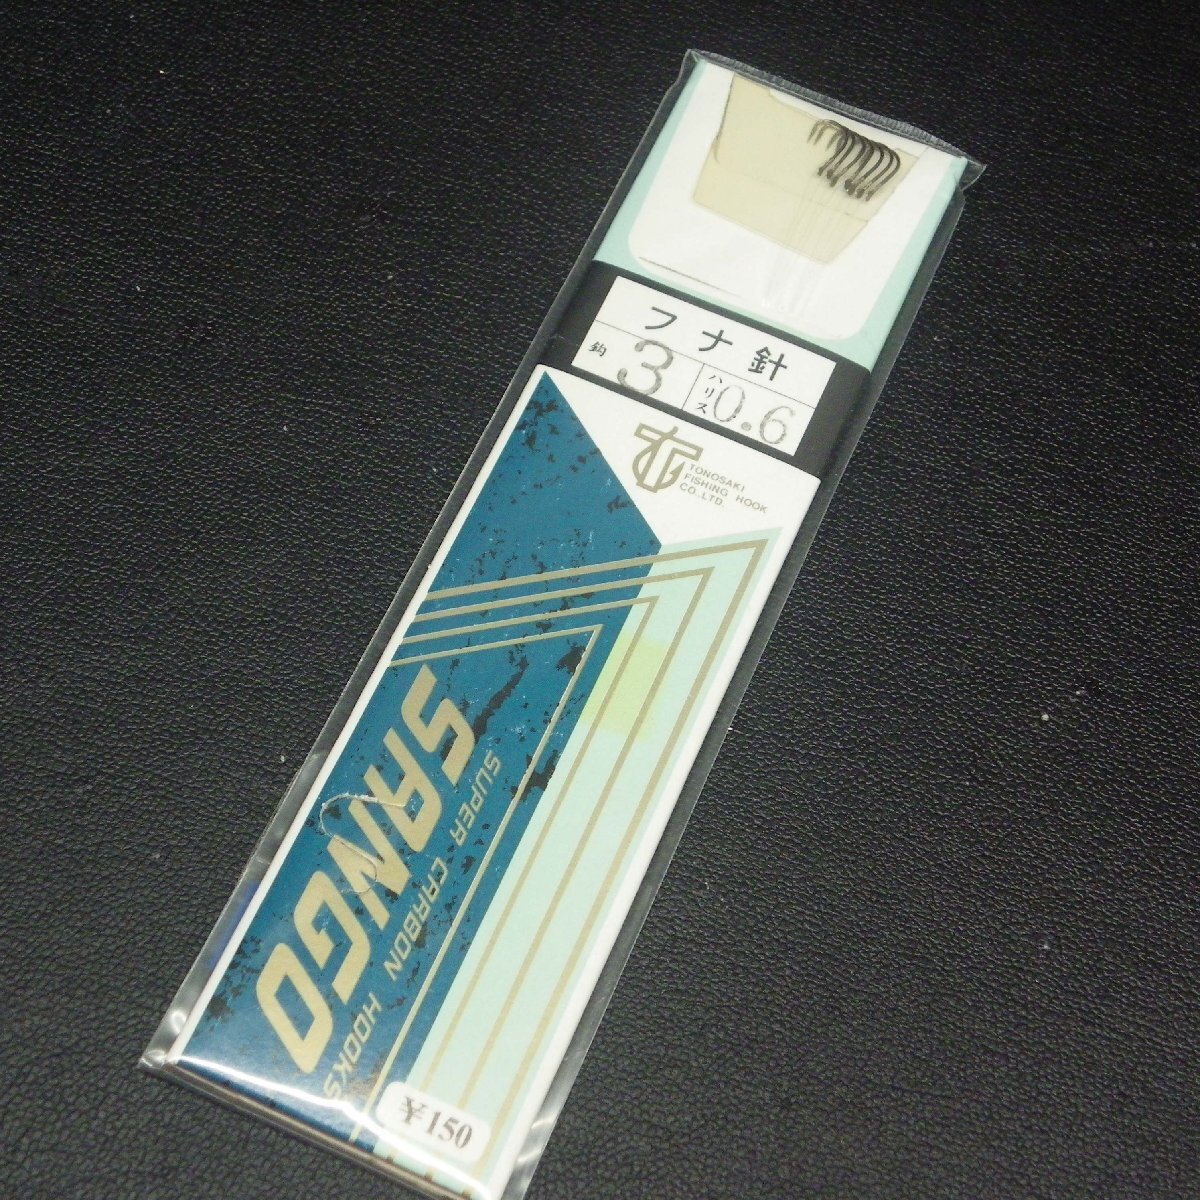 フナ針
鈎 3 ハリス 0.6
TONOSAKI
FISHING HOOK
CO.,LTD.
SANGO
SUPER CARBON HOOKS
¥150